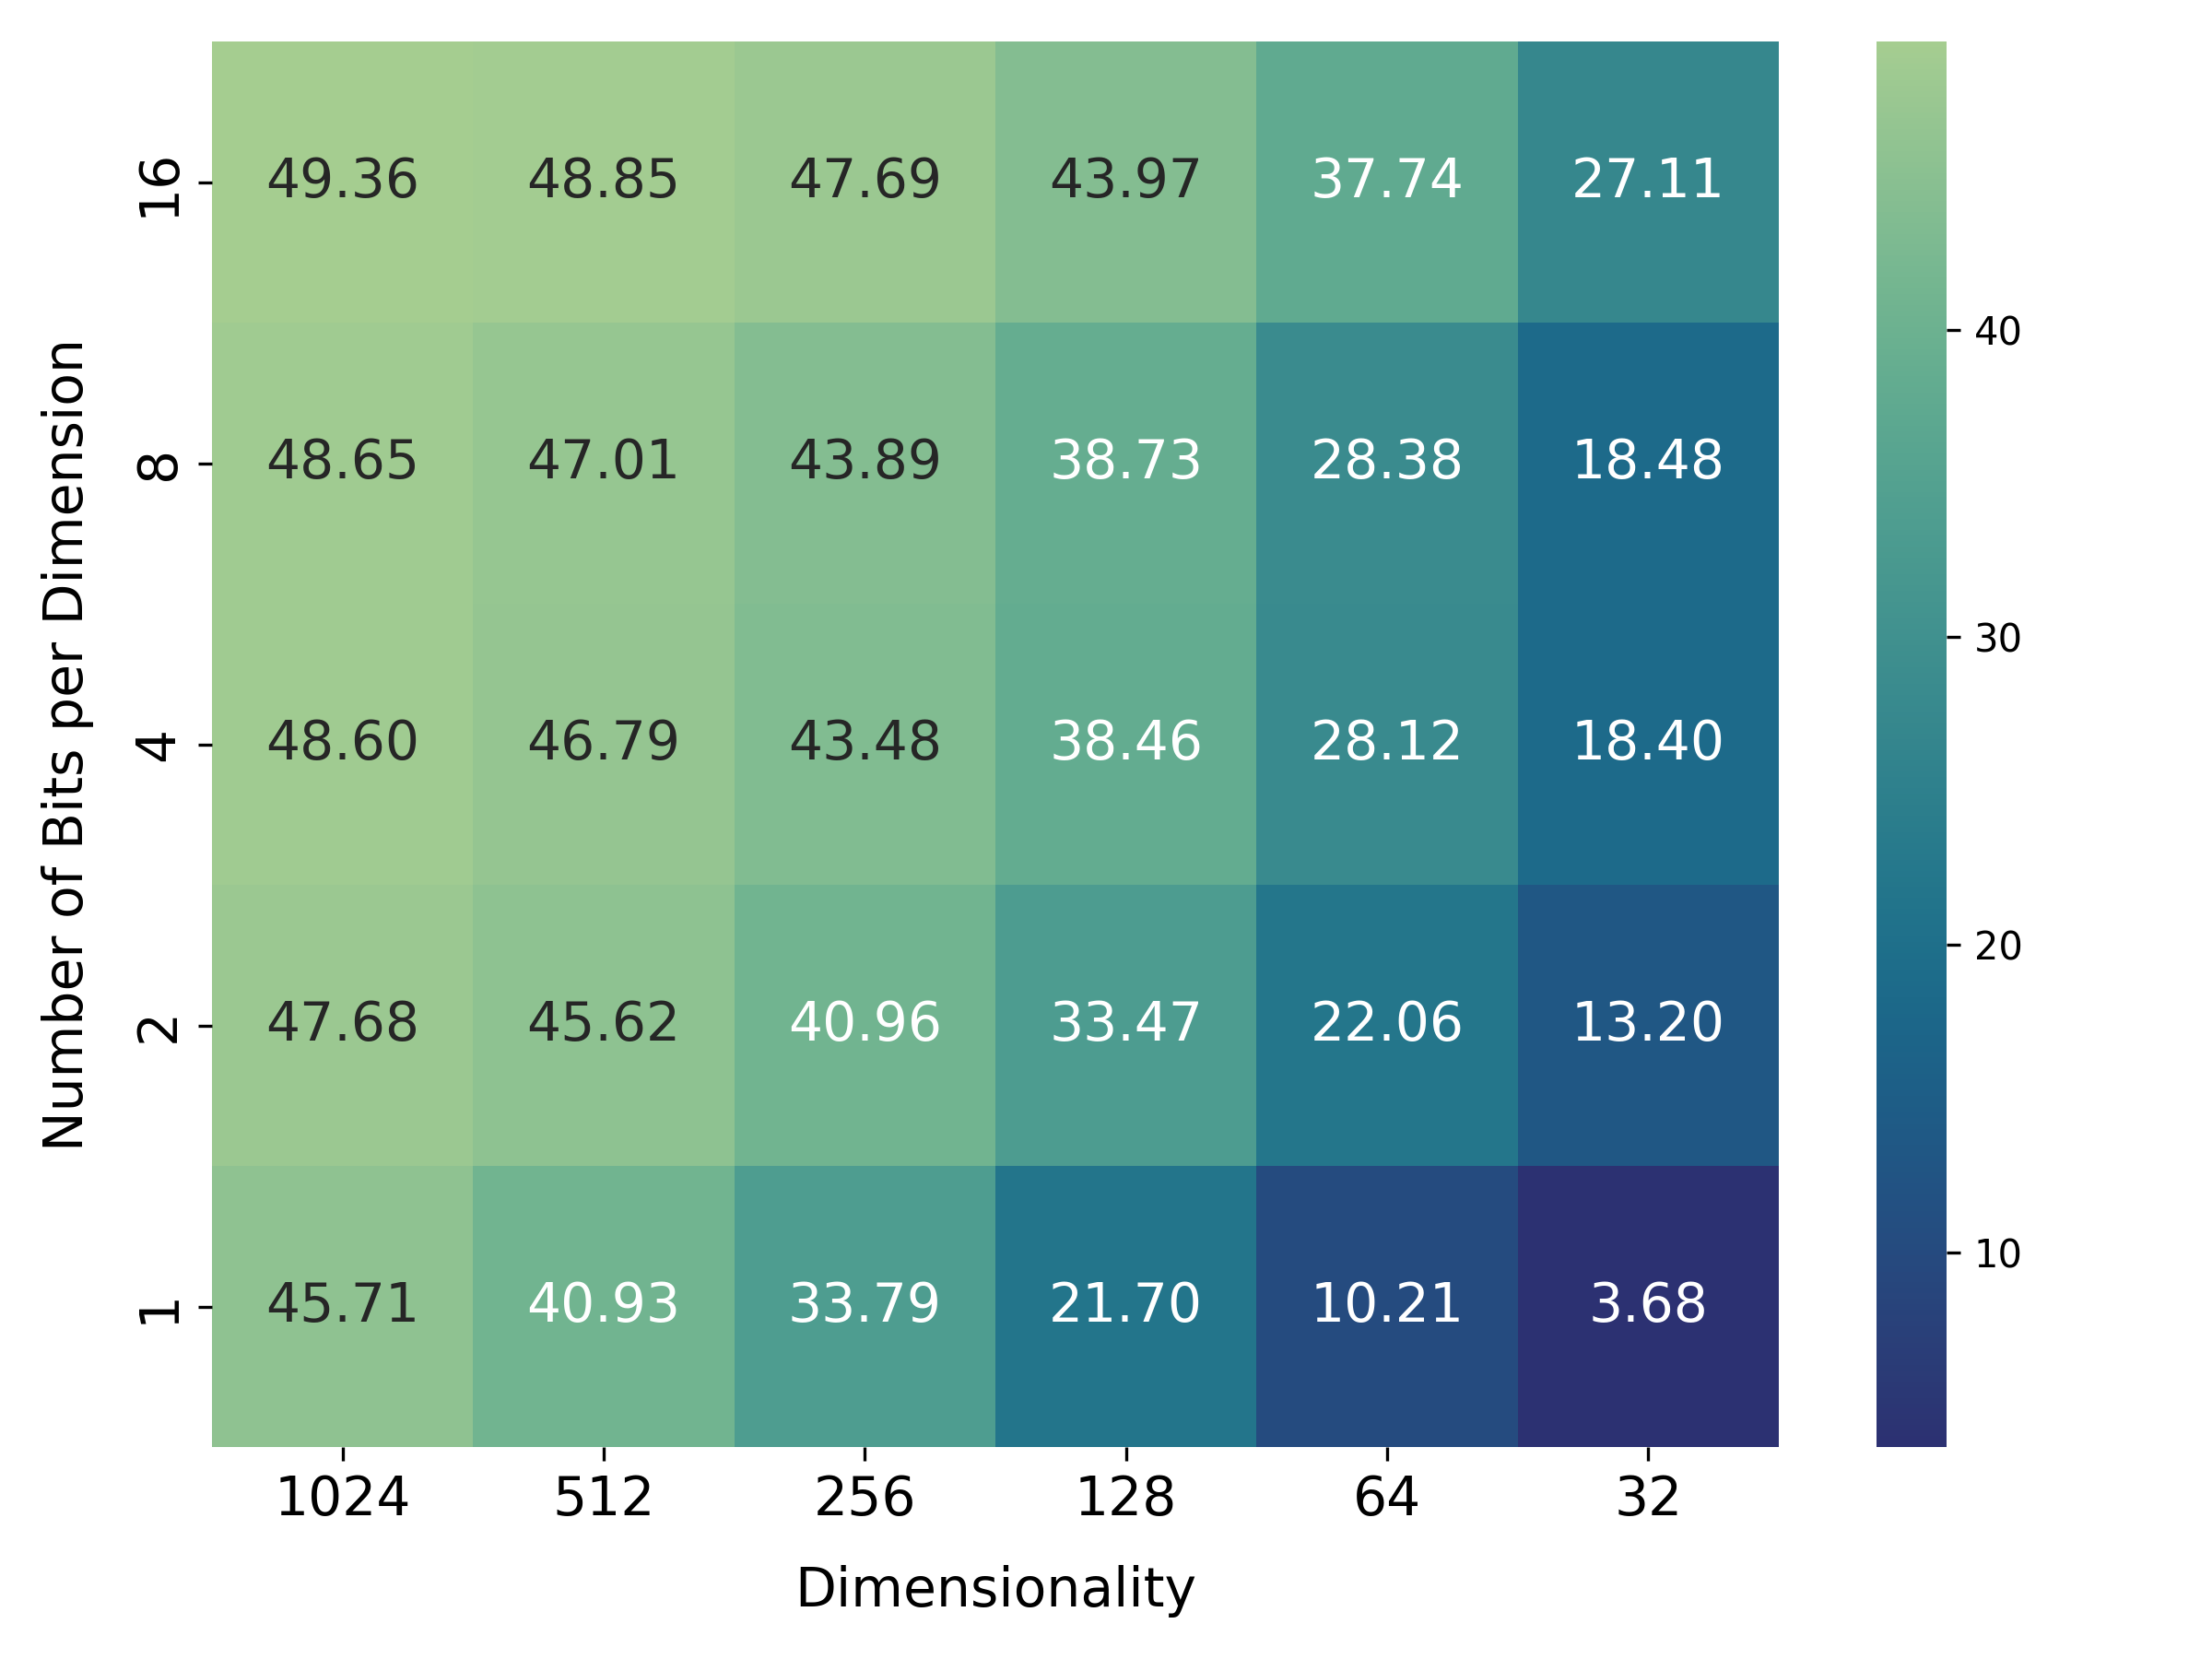 Number of Bits per Dimension
16 49.36 48.85 47.69 43.97 37.74 27.11
8 48.65 47.01 43.89 38.73 28.38 18.48
4 48.60 46.79 43.48 38.46 28.12 18.40
2 47.68 45.62 40.96 33.47 22.06 13.20
1 45.71 40.93 33.79 21.70 10.21 3.68
1024 512 256 128 64 32
Dimensionality
40
30
20
10